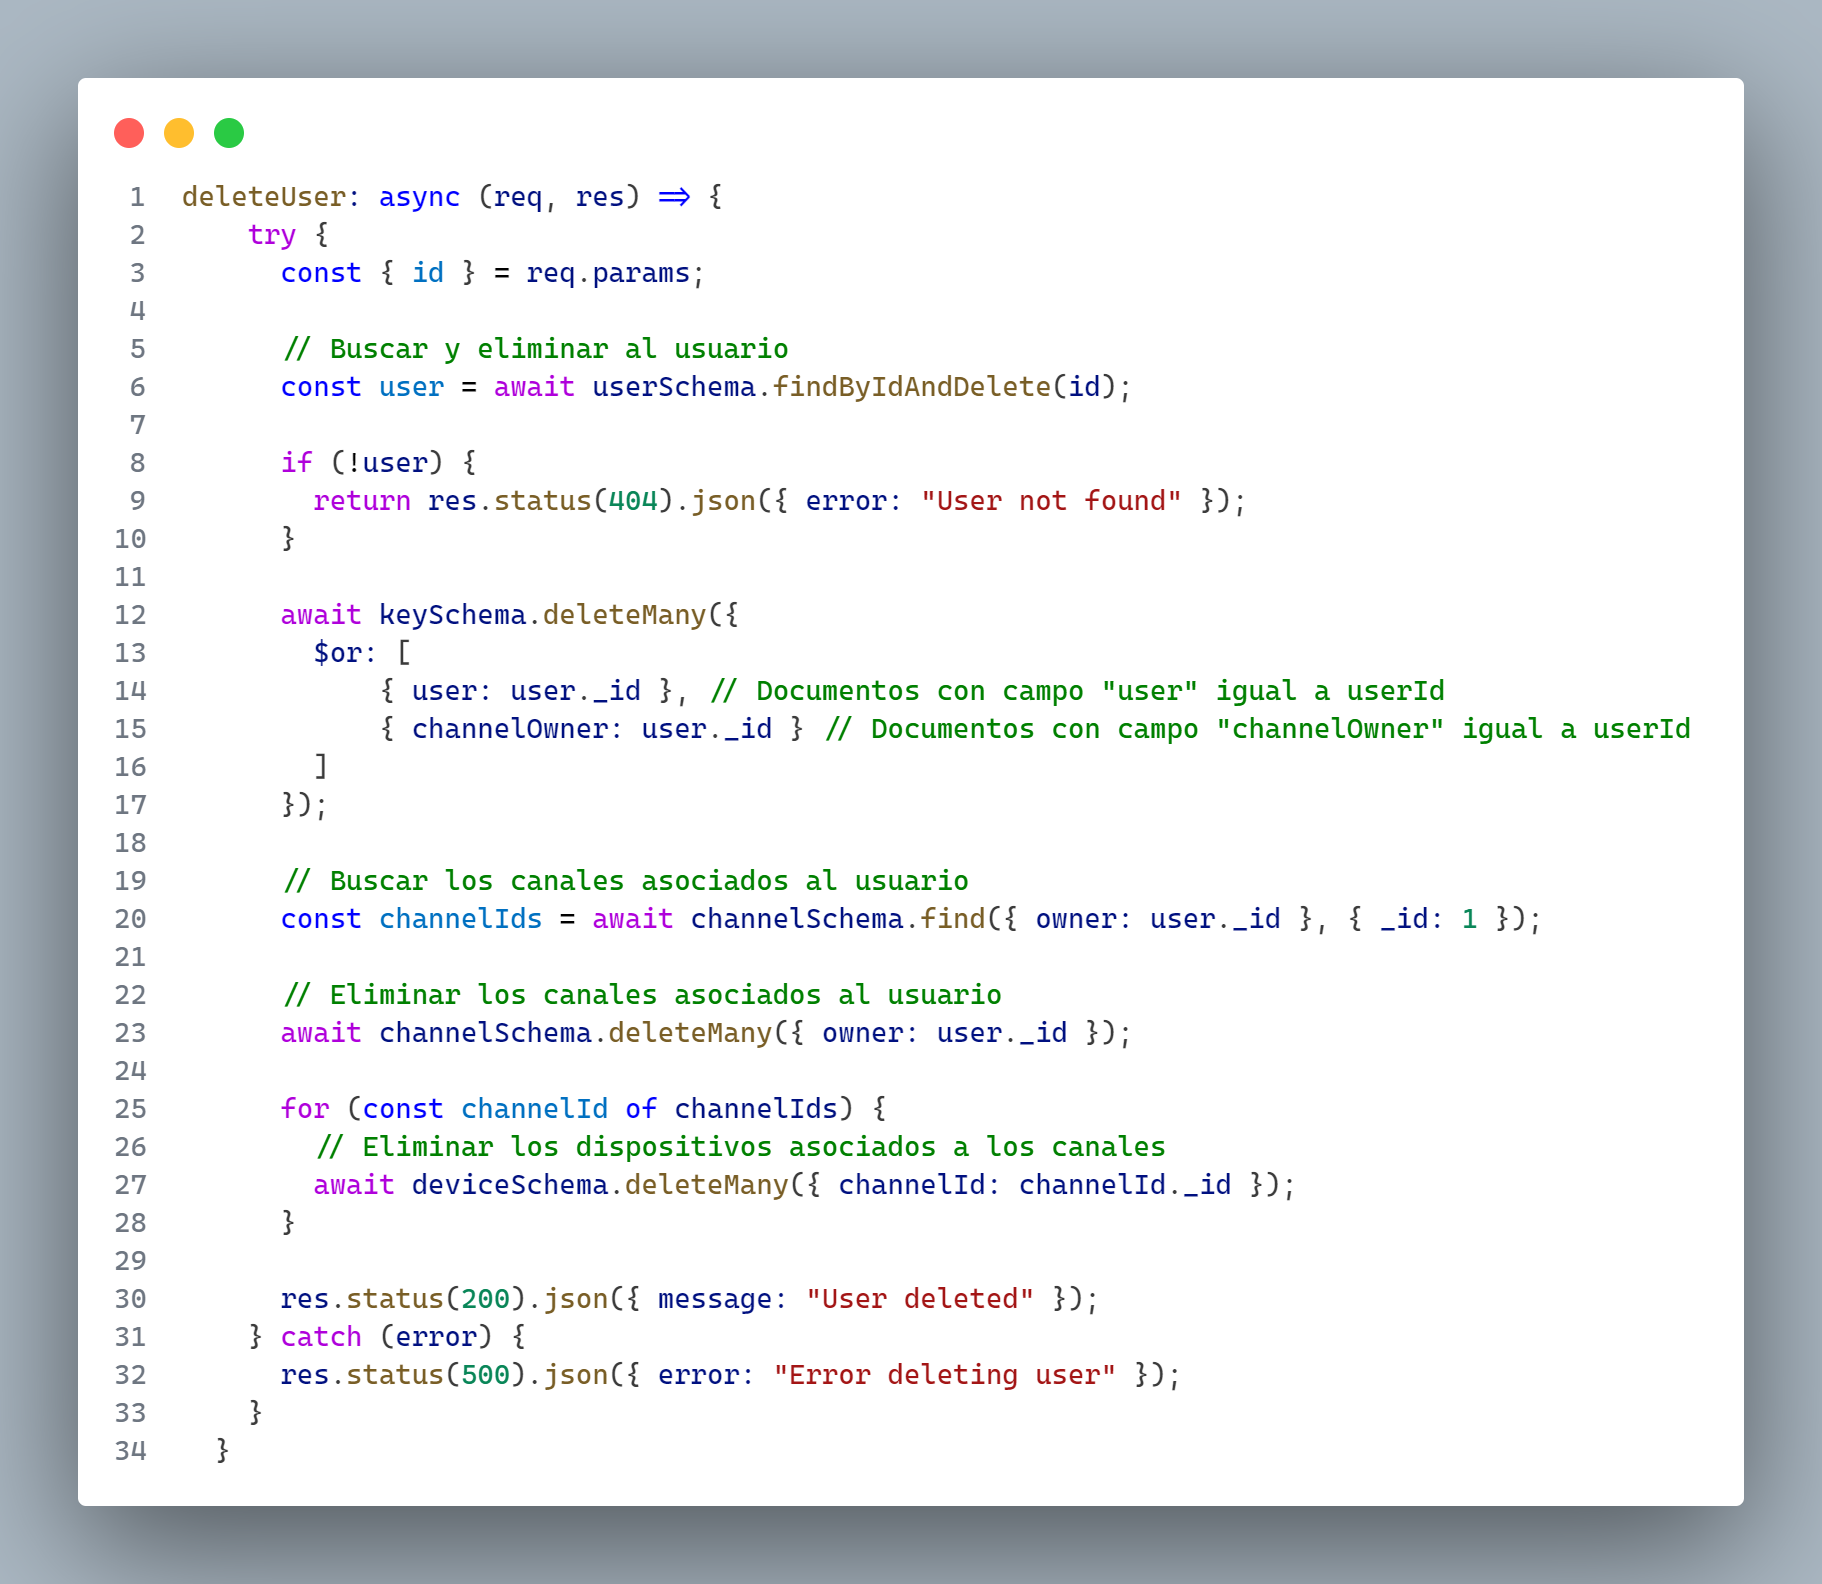 1 deleteUser: async (req, res) => {
2 try {
3 const { id } = req.params;
4
5 // Buscar y eliminar al usuario
6 const user = await userSchema.findByIdAndDelete(id);
7
8 if (!user) {
9 return res.status(404).json({ error: "User not found" });
10 }
11
12 await keySchema.deleteMany({
13 $or: [
14 { user: user._id }, // Documentos con campo "user" igual a userId
15 { channelOwner: user._id } // Documentos con campo "channelOwner" igual a userId
16 ]
17 });
18
19 // Buscar los canales asociados al usuario
20 const channelIds = await channelSchema.find({ owner: user._id }, { _id: 1 });
21
22 // Eliminar los canales asociados al usuario
23 await channelSchema.deleteMany({ owner: user._id });
24
25 for (const channelId of channelIds) {
26 // Eliminar los dispositivos asociados a los canales
27 await deviceSchema.deleteMany({ channelId: channelId._id });
28 }
29
30 res.status(200).json({ message: "User deleted" });
31 } catch (error) {
32 res.status(500).json({ error: "Error deleting user" });
33 }
34 }